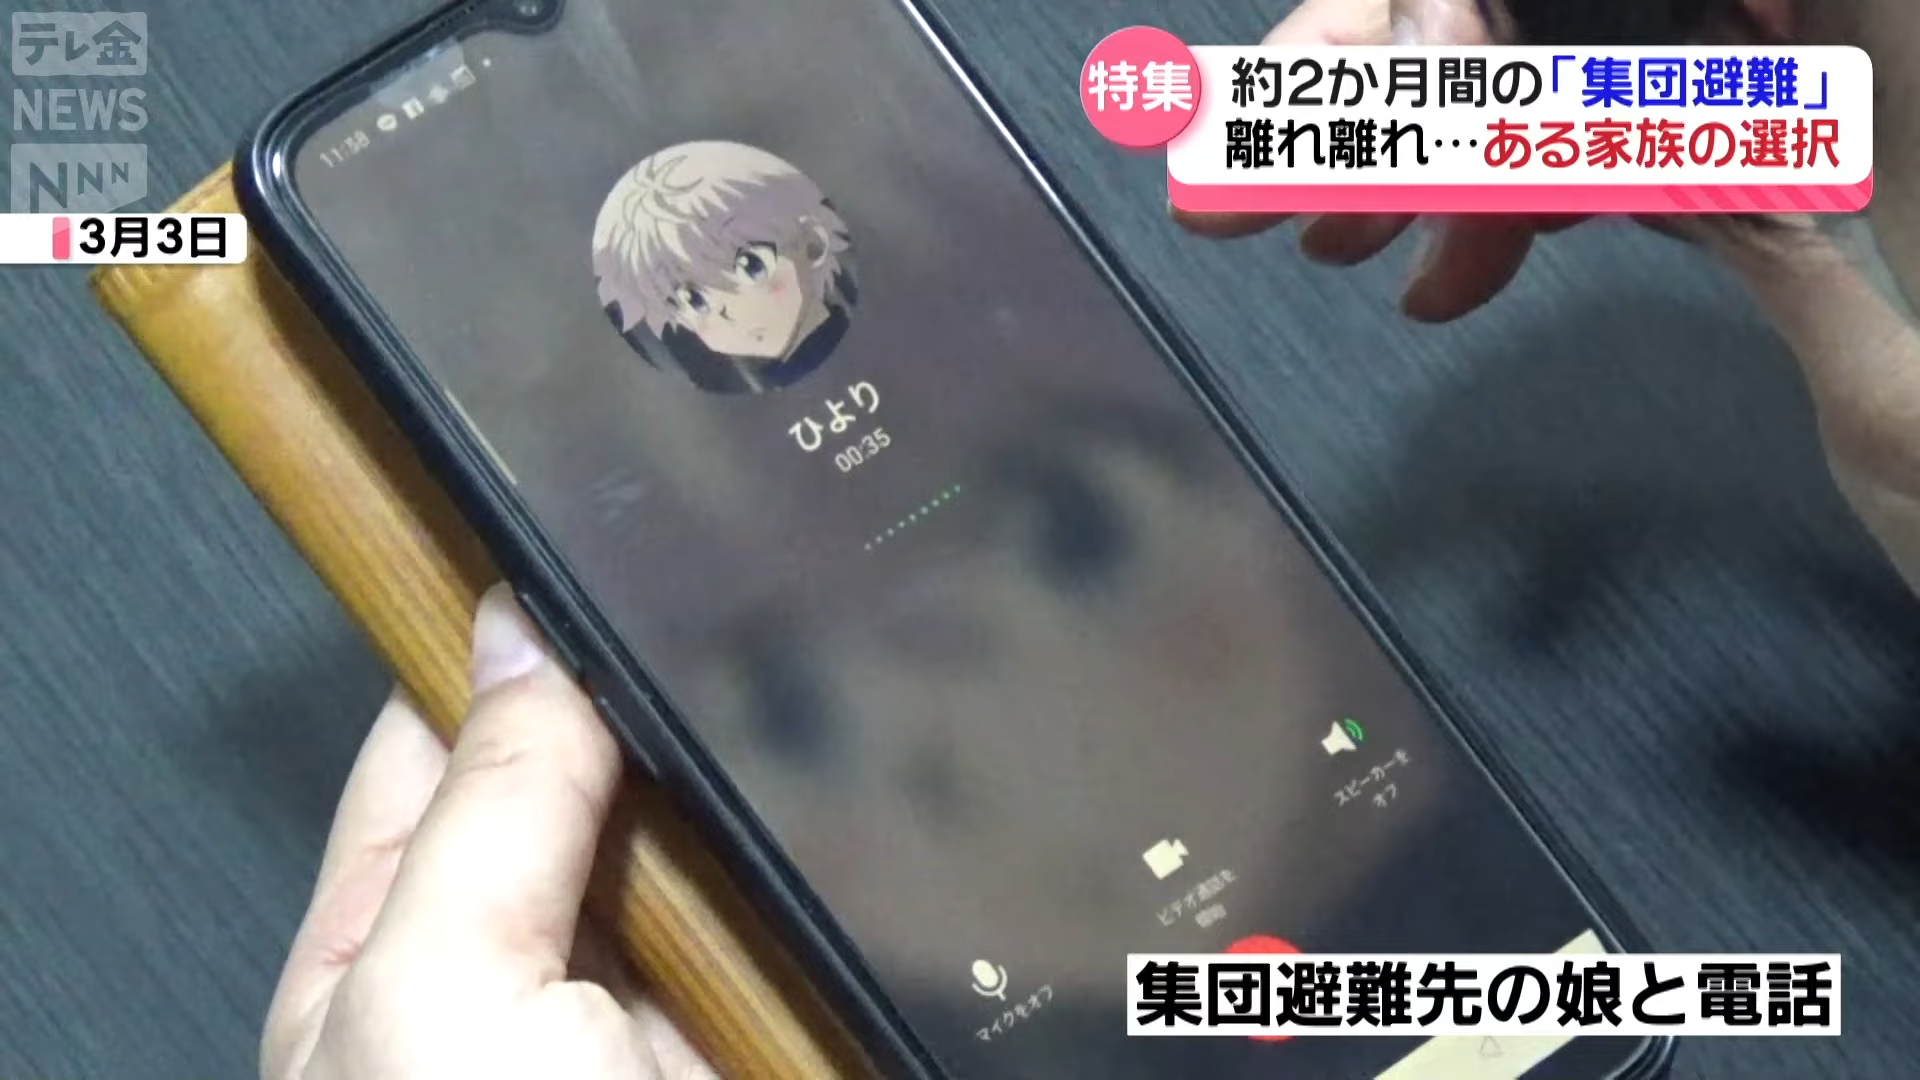 テレ金
NEWS
NNN
3月3日
特集
約2か月間の「集団避難」
離れ離れ…ある家族の選択
11:38
ひより
00:35
スピーカーを
オフ
ビデオ通話を
開始
マイクをオフ
集団避難先の娘と電話